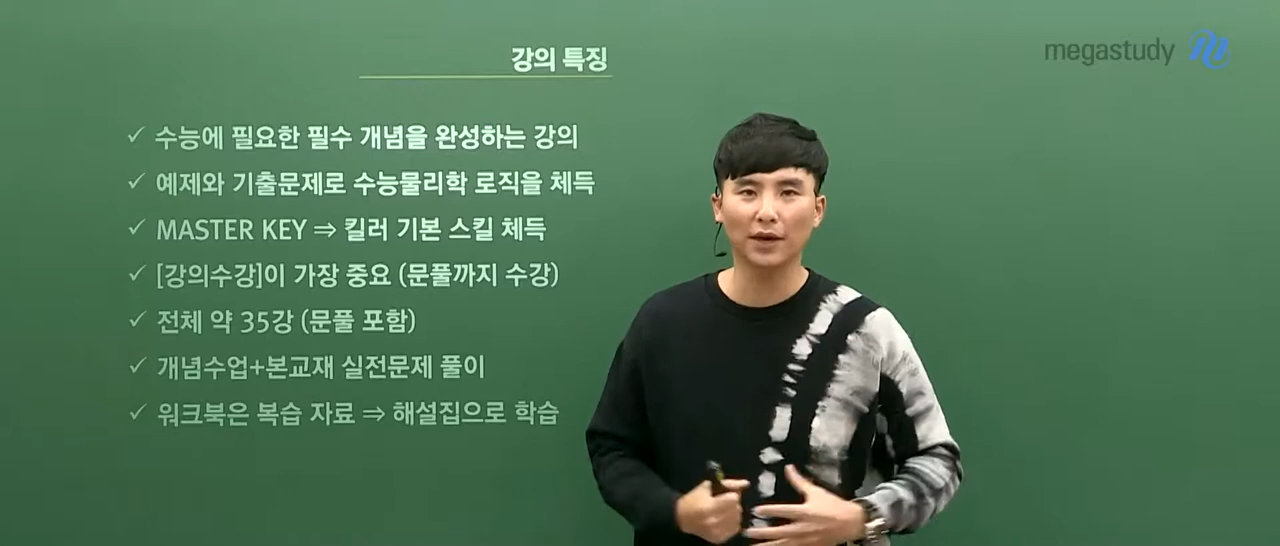 강의 특징
megastudy M
✓ 수능에 필요한 필수 개념을 완성하는 강의
✓ 예제와 기출문제로 수능물리학 로직을 체득
✓ MASTER KEY ⇒ 킬러 기본 스킬 체득
✓ [강의수강]이 가장 중요 (문풀까지 수강)
✓ 전체 약 35강 (문풀 포함)
✓ 개념수업+본교재 실전문제 풀이
✓ 워크북은 복습 자료 ⇒ 해설집으로 학습